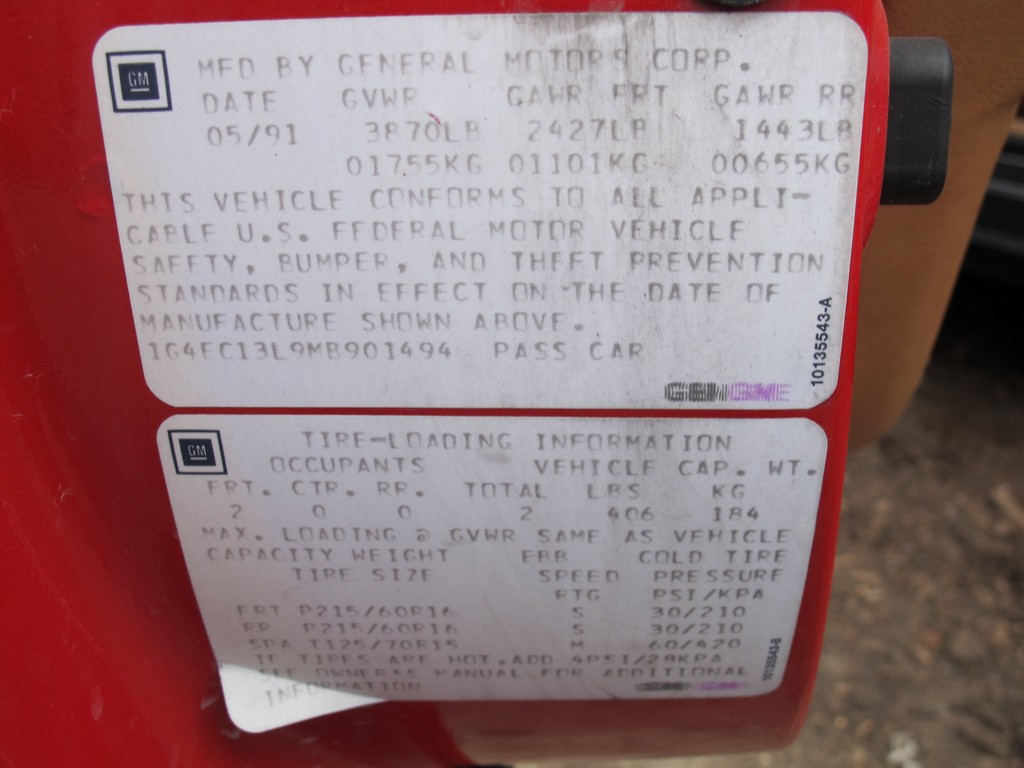 GM
MFD BY GENERAL MOTORS CORP.
DATE GVWR GAWR FRT GAWR RR
05/91 3870LB 2427LB 1443LB
01755KG 01101KG 00655KG
THIS VEHICLE CONFORMS TO ALL APPLI-
CABLE U.S. FEDERAL MOTOR VEHICLE
SAFETY, BUMPER, AND THEFT PREVENTION
STANDARDS IN EFFECT ON THE DATE OF
MANUFACTURE SHOWN ABOVE.
1G4EC13L9MB901494 PASS CAR
10135543-A
GM
TIRE-LOADING INFORMATION
OCCUPANTS VEHICLE CAP. WT.
FRT. CTR. RR. TOTAL LBS KG
2 0 0 2 406 184
MAX. LOADING @ GVWR SAME AS VEHICLE
CAPACITY WEIGHT EBB COLD TIRE
TIRE SIZE SPEED PRESSURE
RTG PSI/KPA
FRT P215/60R16 S 30/210
RR P215/60R16 S 30/210
SPA T125/70R15 M 60/420
IF TIRES ARE HOT, ADD 4PSI/28KPA
SEE OWNER'S MANUAL FOR ADDITIONAL
INFORMATION
10135543-B